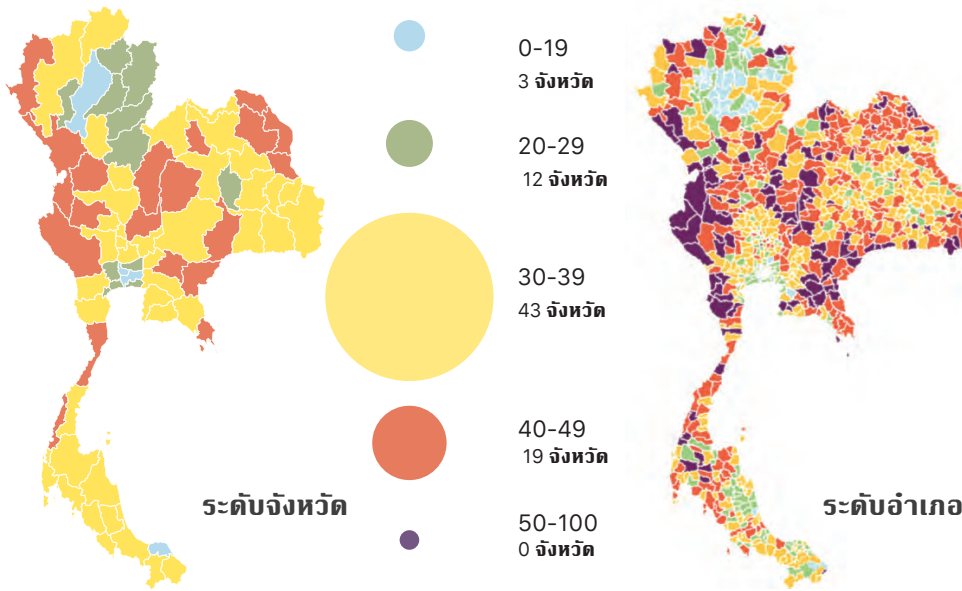 0-19
3 จังหวัด
20-29
12 จังหวัด
30-39
43 จังหวัด
40-49
19 จังหวัด
50-100
0 จังหวัด
ระดับจังหวัด
ระดับอำเภอ